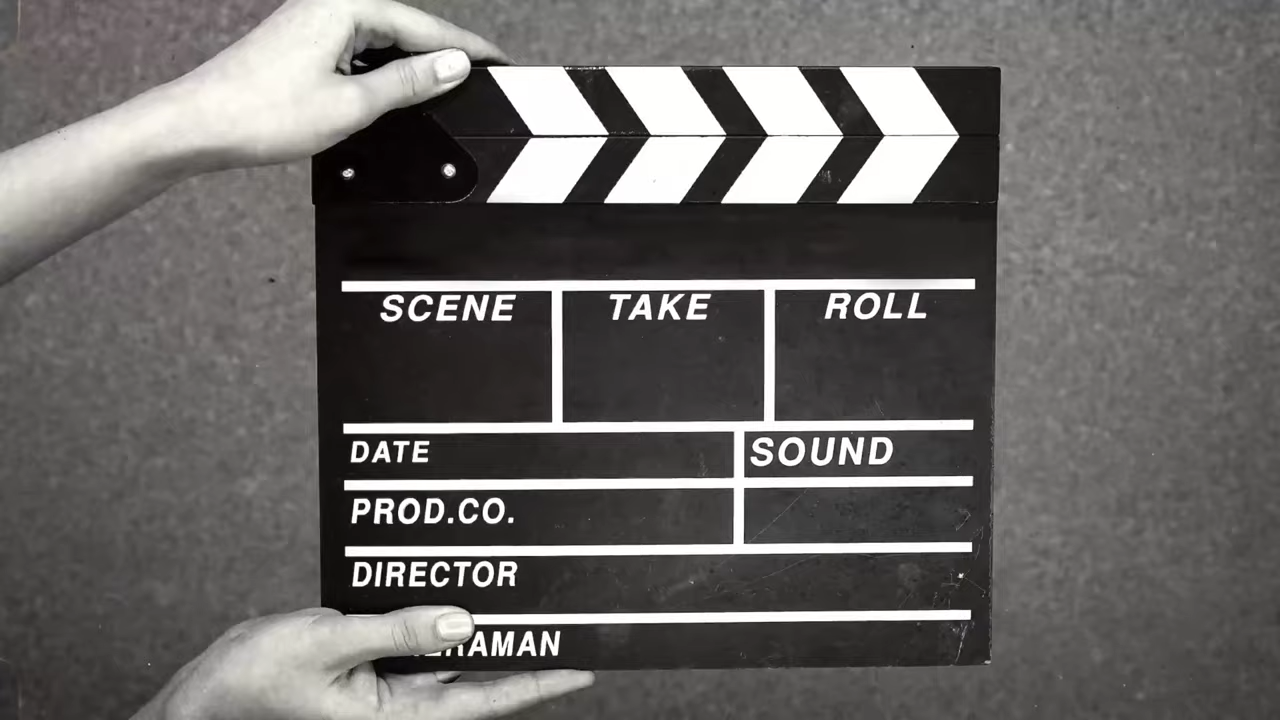 SCENE TAKE ROLL
DATE SOUND
PROD.CO.
DIRECTOR